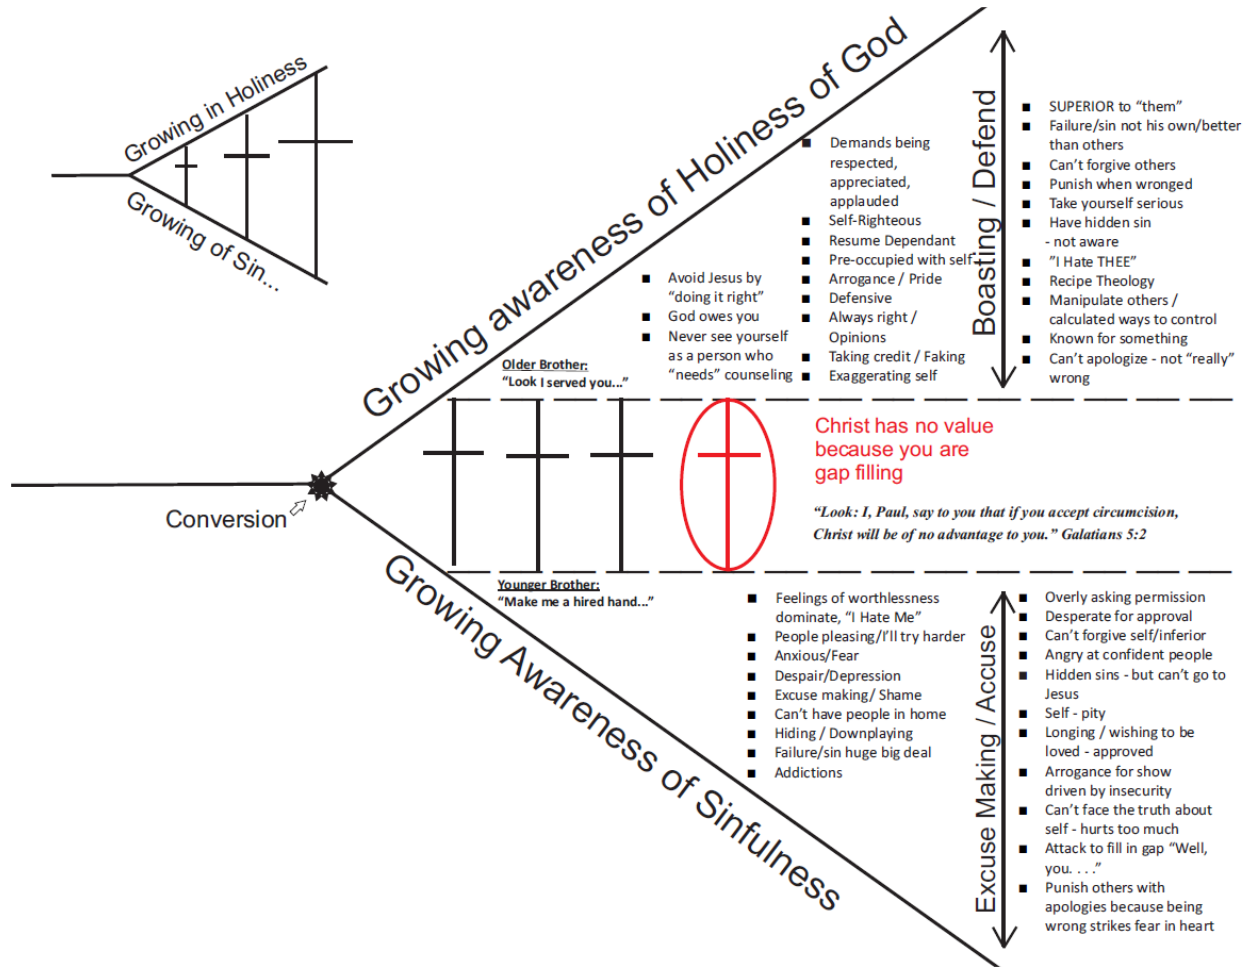 Growing in Holiness
Growing of Sin...
Growing awareness of Holiness of God
Conversion
Growing Awareness of Sinfulness
Older Brother:
"Look I served you..."
■ Avoid Jesus by
"doing it right"
■ God owes you
■ Never see yourself
as a person who
"needs" counseling
■ Demands being
respected,
appreciated,
applauded
■ Self-Righteous
■ Resume Dependant
■ Pre-occupied with self
■ Arrogance / Pride
■ Defensive
■ Always right /
Opinions
■ Taking credit / Faking
■ Exaggerating self
Boasting / Defend
■ SUPERIOR to "them"
■ Failure/sin not his own/better
than others
■ Can't forgive others
■ Punish when wronged
■ Take yourself serious
■ Have hidden sin
- not aware
■ "I Hate THEE"
■ Recipe Theology
■ Manipulate others /
calculated ways to control
■ Known for something
■ Can't apologize - not "really"
wrong
Christ has no value
because you are
gap filling
"Look: I, Paul, say to you that if you accept circumcision,
Christ will be of no advantage to you." Galatians 5:2
Younger Brother:
"Make me a hired hand..."
■ Feelings of worthlessness
dominate, "I Hate Me"
■ People pleasing/I'll try harder
■ Anxious/Fear
■ Despair/Depression
■ Excuse making/ Shame
■ Can't have people in home
■ Hiding / Downplaying
■ Failure/sin huge big deal
■ Addictions
Excuse Making / Accuse
■ Overly asking permission
■ Desperate for approval
■ Can't forgive self/inferior
■ Angry at confident people
■ Hidden sins - but can't go to
Jesus
■ Self - pity
■ Longing / wishing to be
loved - approved
■ Arrogance for show
driven by insecurity
■ Can't face the truth about
self - hurts too much
■ Attack to fill in gap "Well,
you. . . ."
■ Punish others with
apologies because being
wrong strikes fear in heart